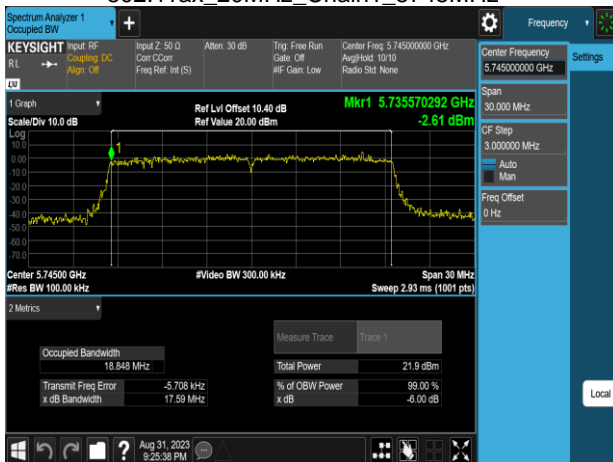 802.11ax_20MHz_Chain1_5745MHz
Spectrum Analyzer 1
Occupied BW
Frequency
KEYSIGHT
RL
LXI
Input: RF
Coupling: DC
Align: Off
Input Z: 50 Ω
Corr CCorr
Freq Ref: Int (S)
Atten: 30 dB
Trig: Free Run
Gate: Off
#IF Gain: Low
Center Freq: 5.745000000 GHz
Avg|Hold: 10/10
Radio Std: None
Center Frequency
5.745000000 GHz
Settings
Span
30.000 MHz
CF Step
3.000000 MHz
Auto
Man
Freq Offset
0 Hz
Local
1 Graph
Scale/Div 10.0 dB
Ref Lvl Offset 10.40 dB
Ref Value 20.00 dBm
Mkr1 5.735570292 GHz
-2.61 dBm
Log
10.0
0.00
-10.0
-20.0
-30.0
-40.0
-50.0
-60.0
-70.0
1
Center 5.74500 GHz
#Res BW 100.00 kHz
#Video BW 300.00 kHz
Span 30 MHz
Sweep 2.93 ms (1001 pts)
2 Metrics
Measure Trace
Trace 1
Occupied Bandwidth
18.848 MHz
Total Power
21.9 dBm
Transmit Freq Error
-5.708 kHz
% of OBW Power
99.00 %
x dB Bandwidth
17.59 MHz
x dB
-6.00 dB
?
Aug 31, 2023
9:25:38 PM